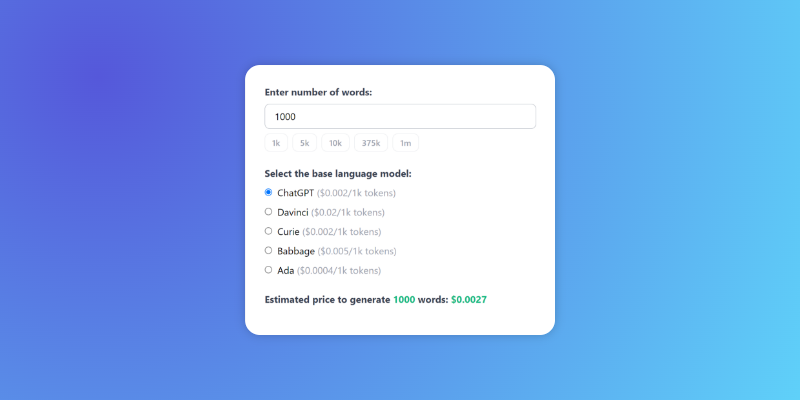 Enter number of words:
1000
1k 5k 10k 375k 1m
Select the base language model:
ChatGPT ($0.002/1k tokens)
Davinci ($0.02/1k tokens)
Curie ($0.002/1k tokens)
Babbage ($0.005/1k tokens)
Ada ($0.0004/1k tokens)
Estimated price to generate 1000 words: $0.0027